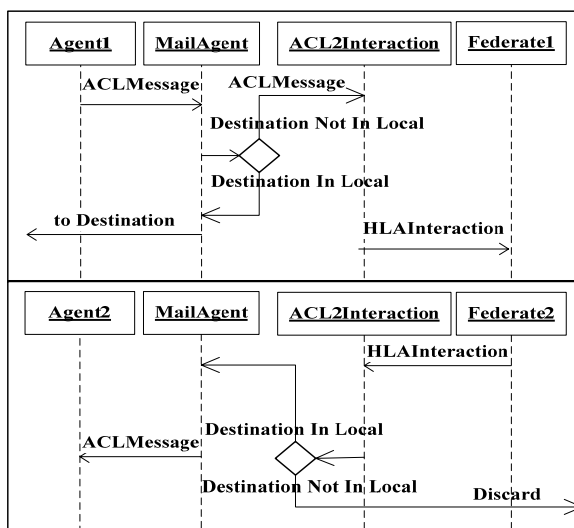 Agent1
MailAgent
ACL2Interaction
Federate1
ACLMessage
ACLMessage
Destination Not In Local
Destination In Local
to Destination
HLAInteraction
Agent2
MailAgent
ACL2Interaction
Federate2
HLAInteraction
Destination In Local
ACLMessage
Destination Not In Local
Discard